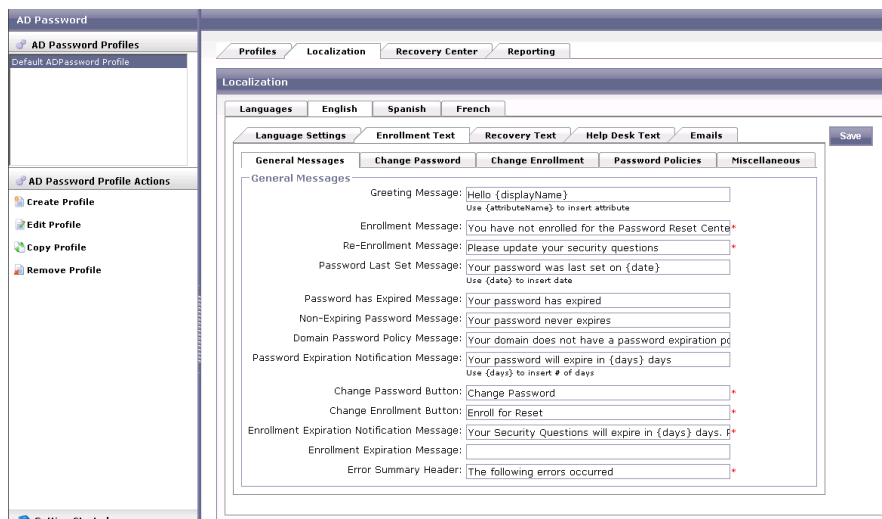 AD Password
AD Password Profiles
Default ADPassword Profile
AD Password Profile Actions
Create Profile
Edit Profile
Copy Profile
Remove Profile
Profiles
Localization
Recovery Center
Reporting
Localization
Languages
English
Spanish
French
Language Settings
Enrollment Text
Recovery Text
Help Desk Text
Emails
Save
General Messages
Change Password
Change Enrollment
Password Policies
Miscellaneous
General Messages
Greeting Message: Hello {displayName}
Use {attributeName} to insert attribute
Enrollment Message: You have not enrolled for the Password Reset Cente*
Re-Enrollment Message: Please update your security questions *
Password Last Set Message: Your password was last set on {date}
Use {date} to insert date
Password has Expired Message: Your password has expired
Non-Expiring Password Message: Your password never expires
Domain Password Policy Message: Your domain does not have a password expiration
Password Expiration Notification Message: Your password will expire in {days} days
Use {days} to insert # of days
Change Password Button: Change Password *
Change Enrollment Button: Enroll for Reset *
Enrollment Expiration Notification Message: Your Security Questions will expire in {days} days. *
Enrollment Expiration Message:
Error Summary Header: The following errors occurred *